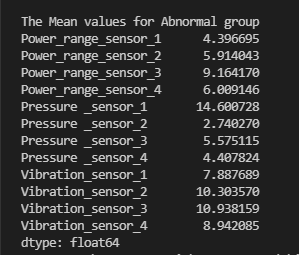 The Mean values for Abnormal group
Power_range_sensor_1 4.396695
Power_range_sensor_2 5.914043
Power_range_sensor_3 9.164170
Power_range_sensor_4 6.009146
Pressure _sensor_1 14.600728
Pressure _sensor_2 2.740270
Pressure _sensor_3 5.575115
Pressure _sensor_4 4.407824
Vibration_sensor_1 7.887689
Vibration_sensor_2 10.303570
Vibration_sensor_3 10.938159
Vibration_sensor_4 8.942085
dtype: float64